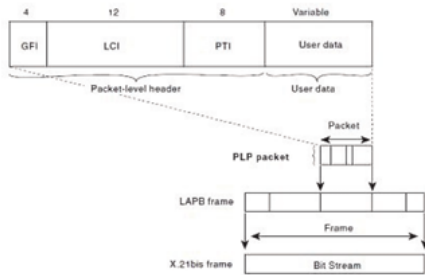 4 12 8 Variable
GFI LCI PTI User data
Packet-level header User data
Packet
PLP packet
LAPB frame
Frame
X.21bis frame Bit Stream